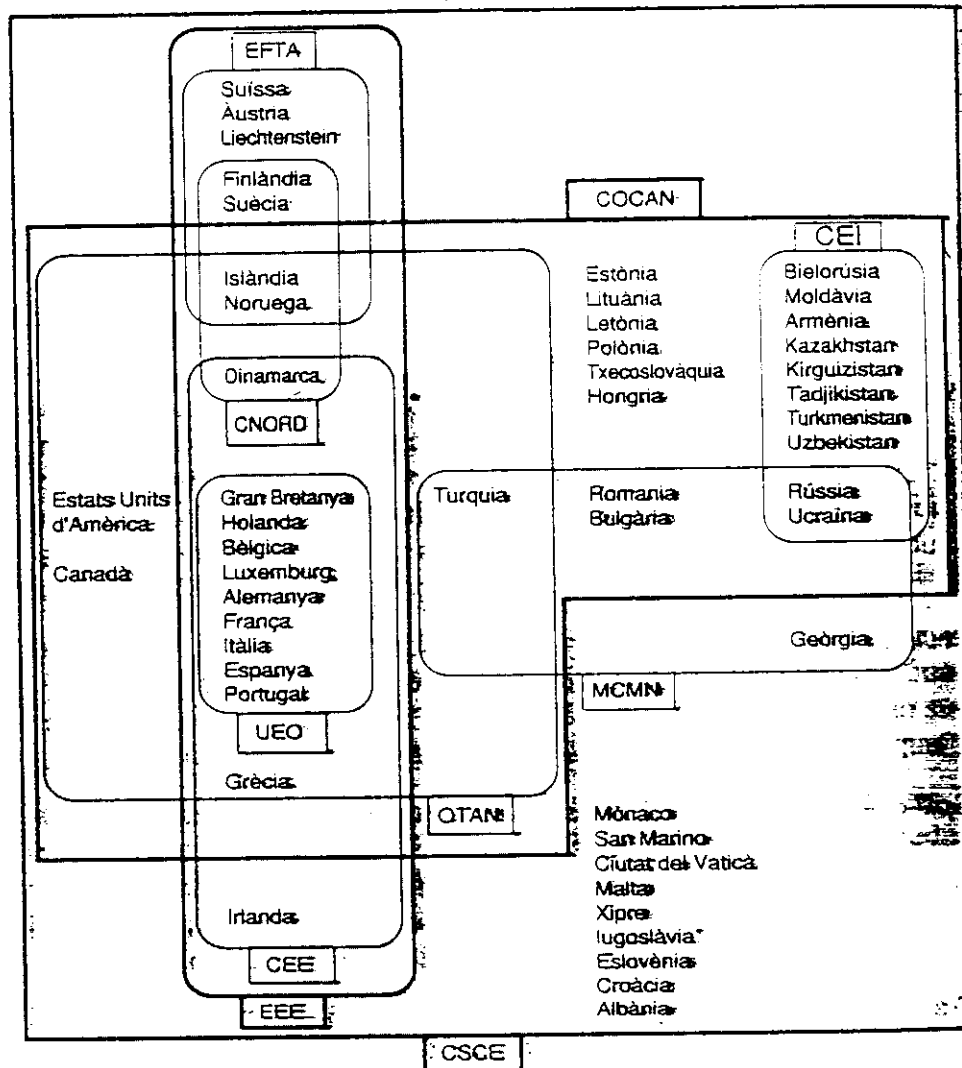 EFTA
Suïssa
Àustria
Liechtenstein
Finlàndia
Suècia
COCAN
CEI
Islàndia
Noruega
Estònia
Lituània
Letònia
Polònia
Txecoslovàquia
Hongria
Bielorúsia
Moldàvia
Armènia
Kazakhstan
Kirguizistan
Tadjikistan
Turkmenistan
Uzbekistan
Dinamarca
CNORD
Estats Units
d'Amèrica
Canadà
Gran Bretanya
Holanda
Bèlgica
Luxemburg
Alemanya
França
Itàlia
Espanya
Portugal
UEO
Grècia
Turquia
Romania
Bulgària
Rússia
Ucraïna
Geòrgia
MCMN
OTAN
Mònaco
San Marino
Ciutat del Vaticà
Malta
Xipre
Iugoslàvia*
Eslovènia
Croàcia
Albània
Irlanda
CEE
EEE
CSCE